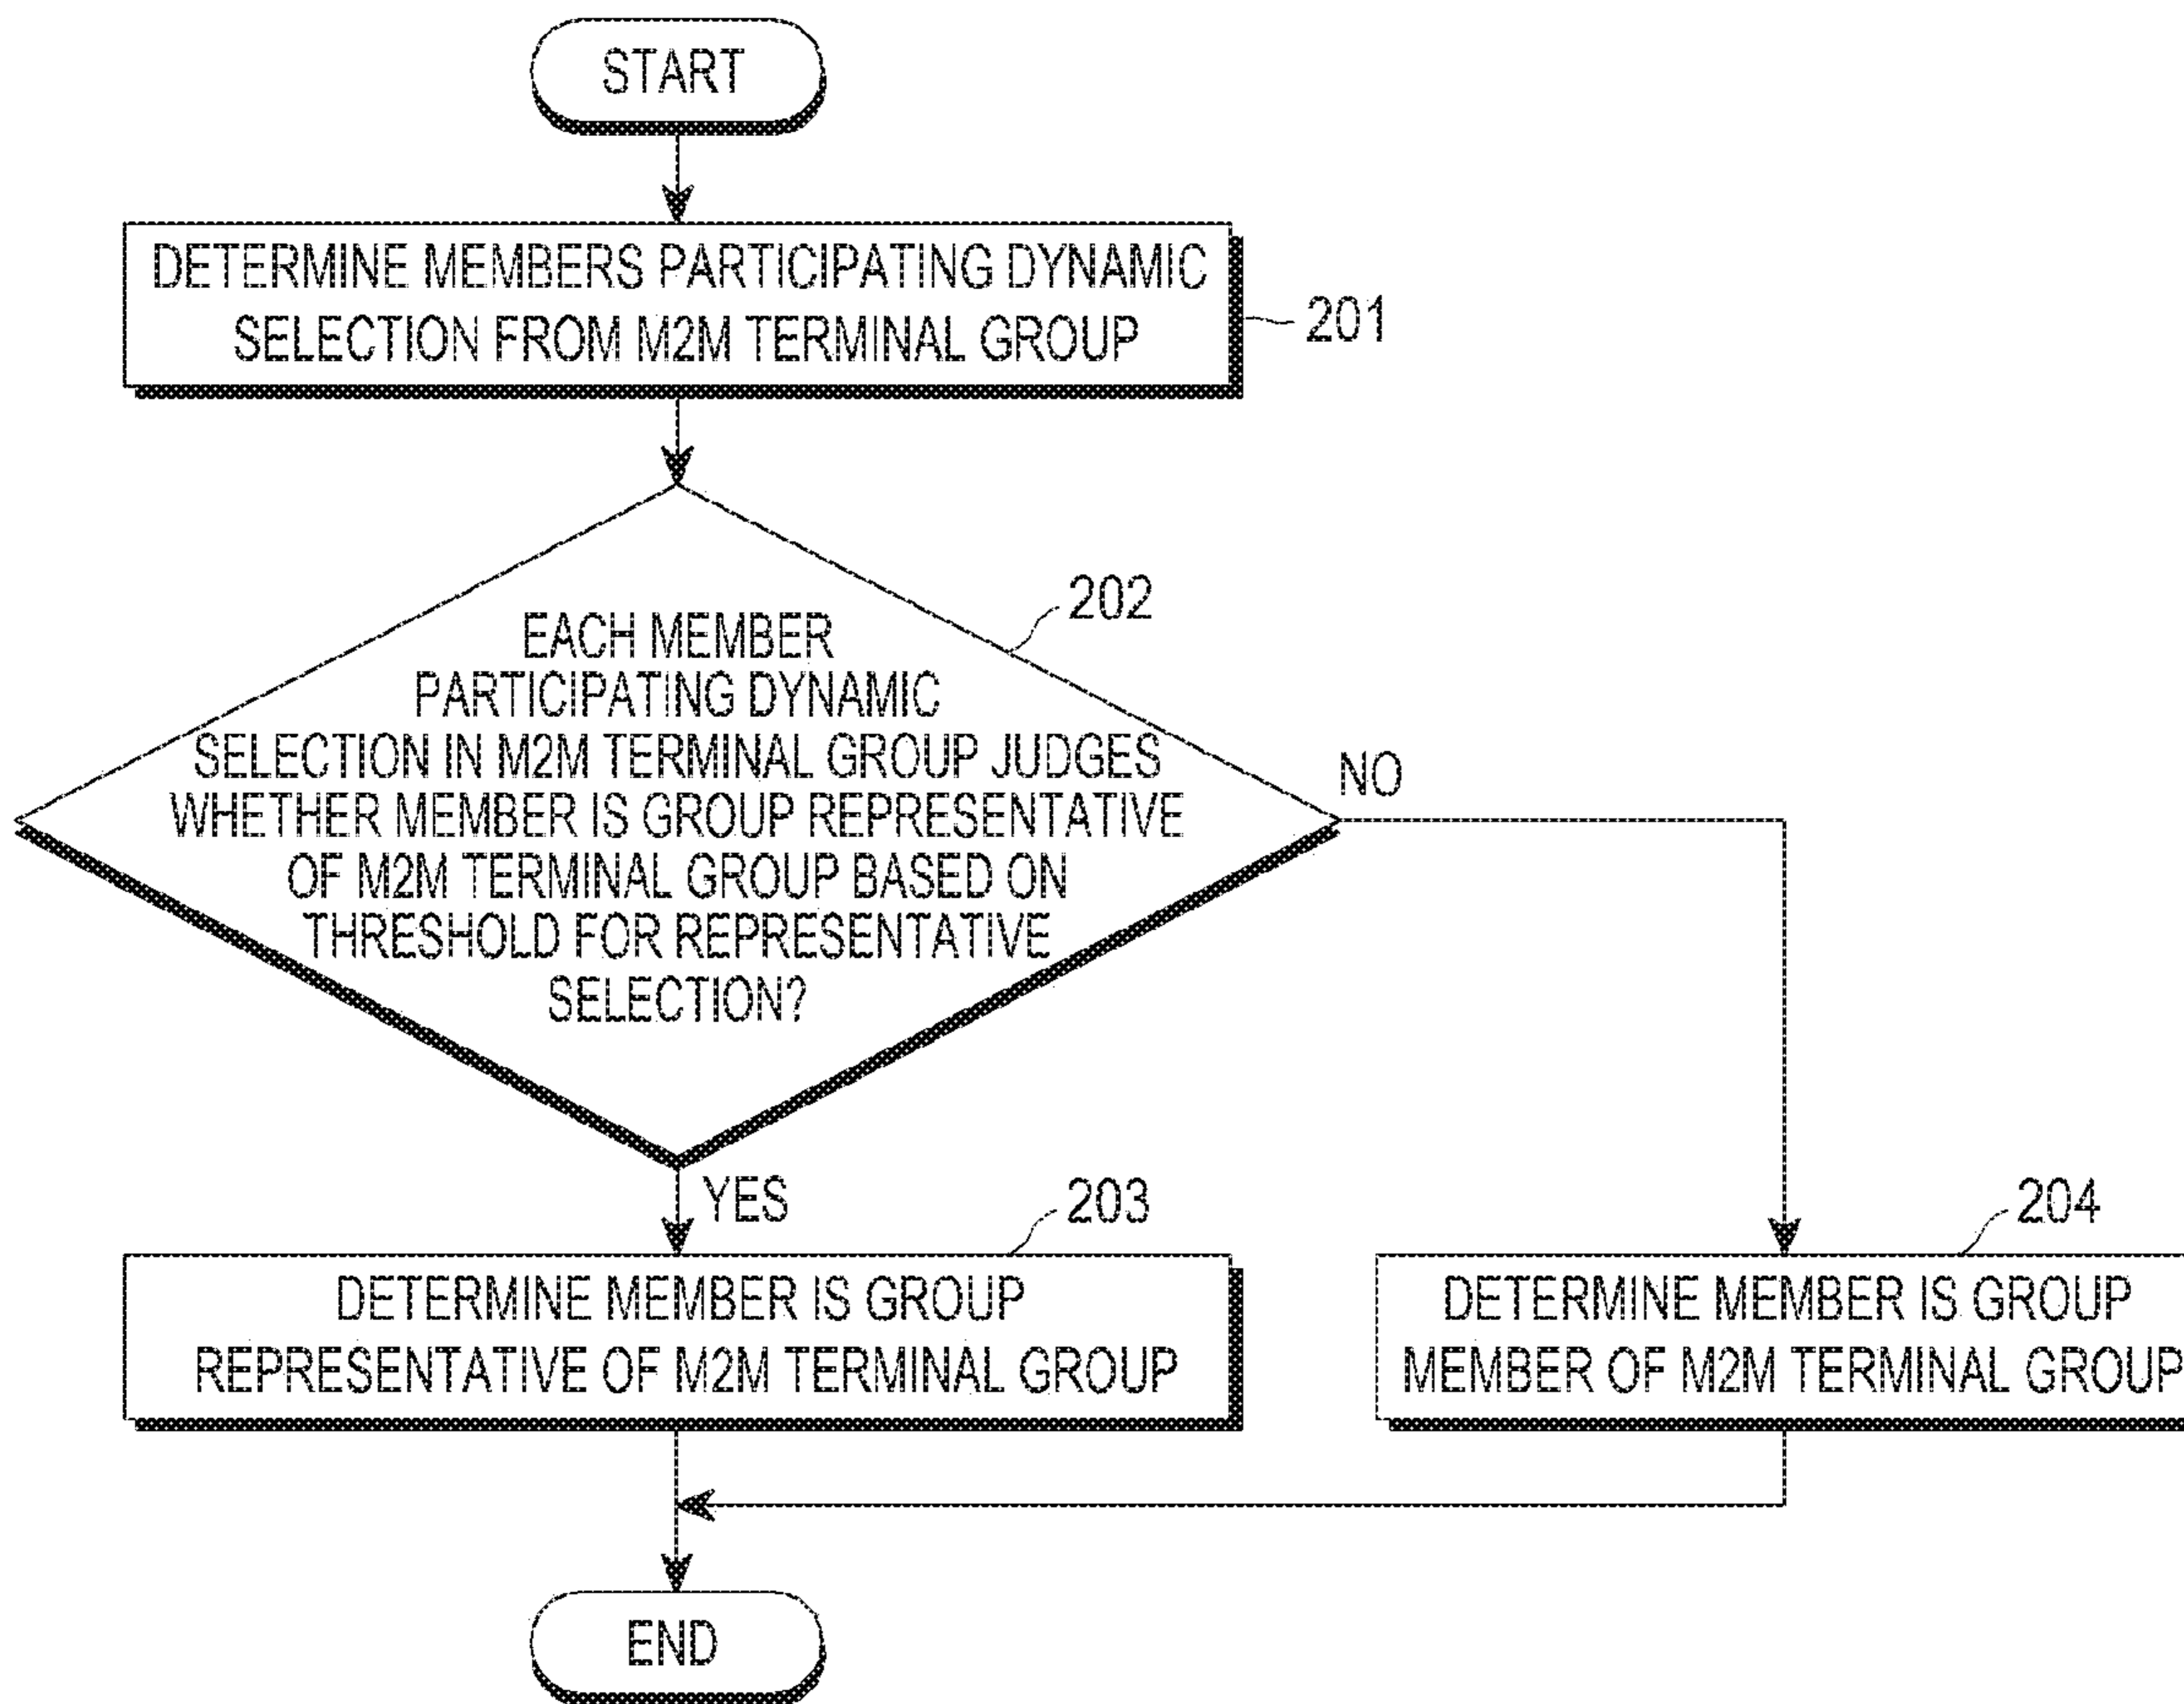 START
DETERMINE MEMBERS PARTICIPATING DYNAMIC
SELECTION FROM M2M TERMINAL GROUP
201
202
EACH MEMBER
PARTICIPATING DYNAMIC
SELECTION IN M2M TERMINAL GROUP JUDGES
WHETHER MEMBER IS GROUP REPRESENTATIVE
OF M2M TERMINAL GROUP BASED ON
THRESHOLD FOR REPRESENTATIVE
SELECTION?
NO
YES
203
DETERMINE MEMBER IS GROUP
REPRESENTATIVE OF M2M TERMINAL GROUP
204
DETERMINE MEMBER IS GROUP
MEMBER OF M2M TERMINAL GROUP
END